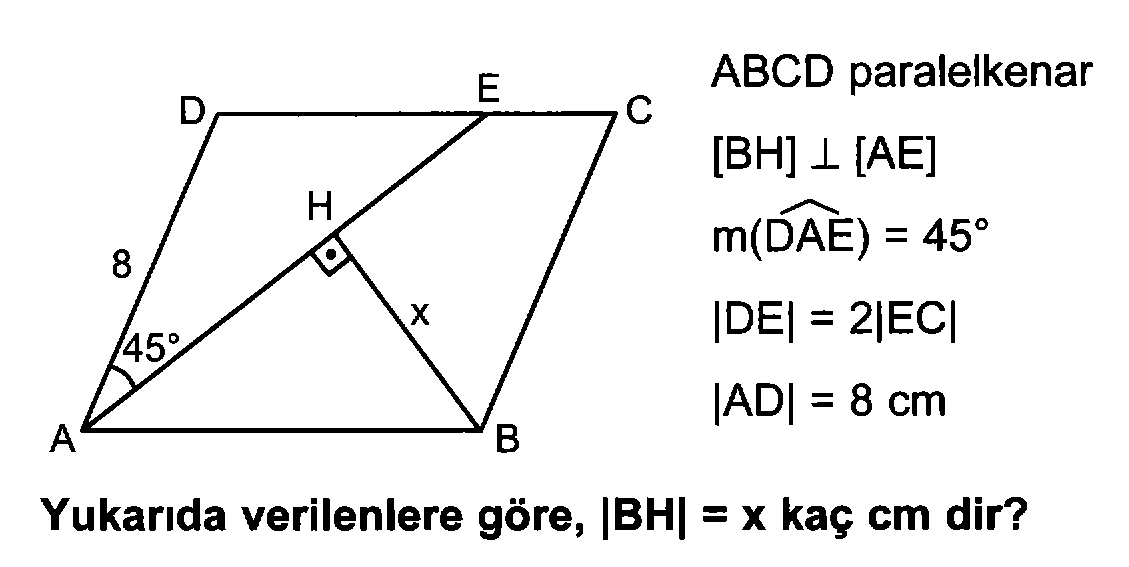 ABCD paralelkenar
[BH] ⊥ [AE]
m(DAE) = 45°
|DE| = 2|EC|
|AD| = 8 cm
D
E
C
H
8
x
45°
A
B
Yukarıda verilenlere göre, |BH| = x kaç cm dir?